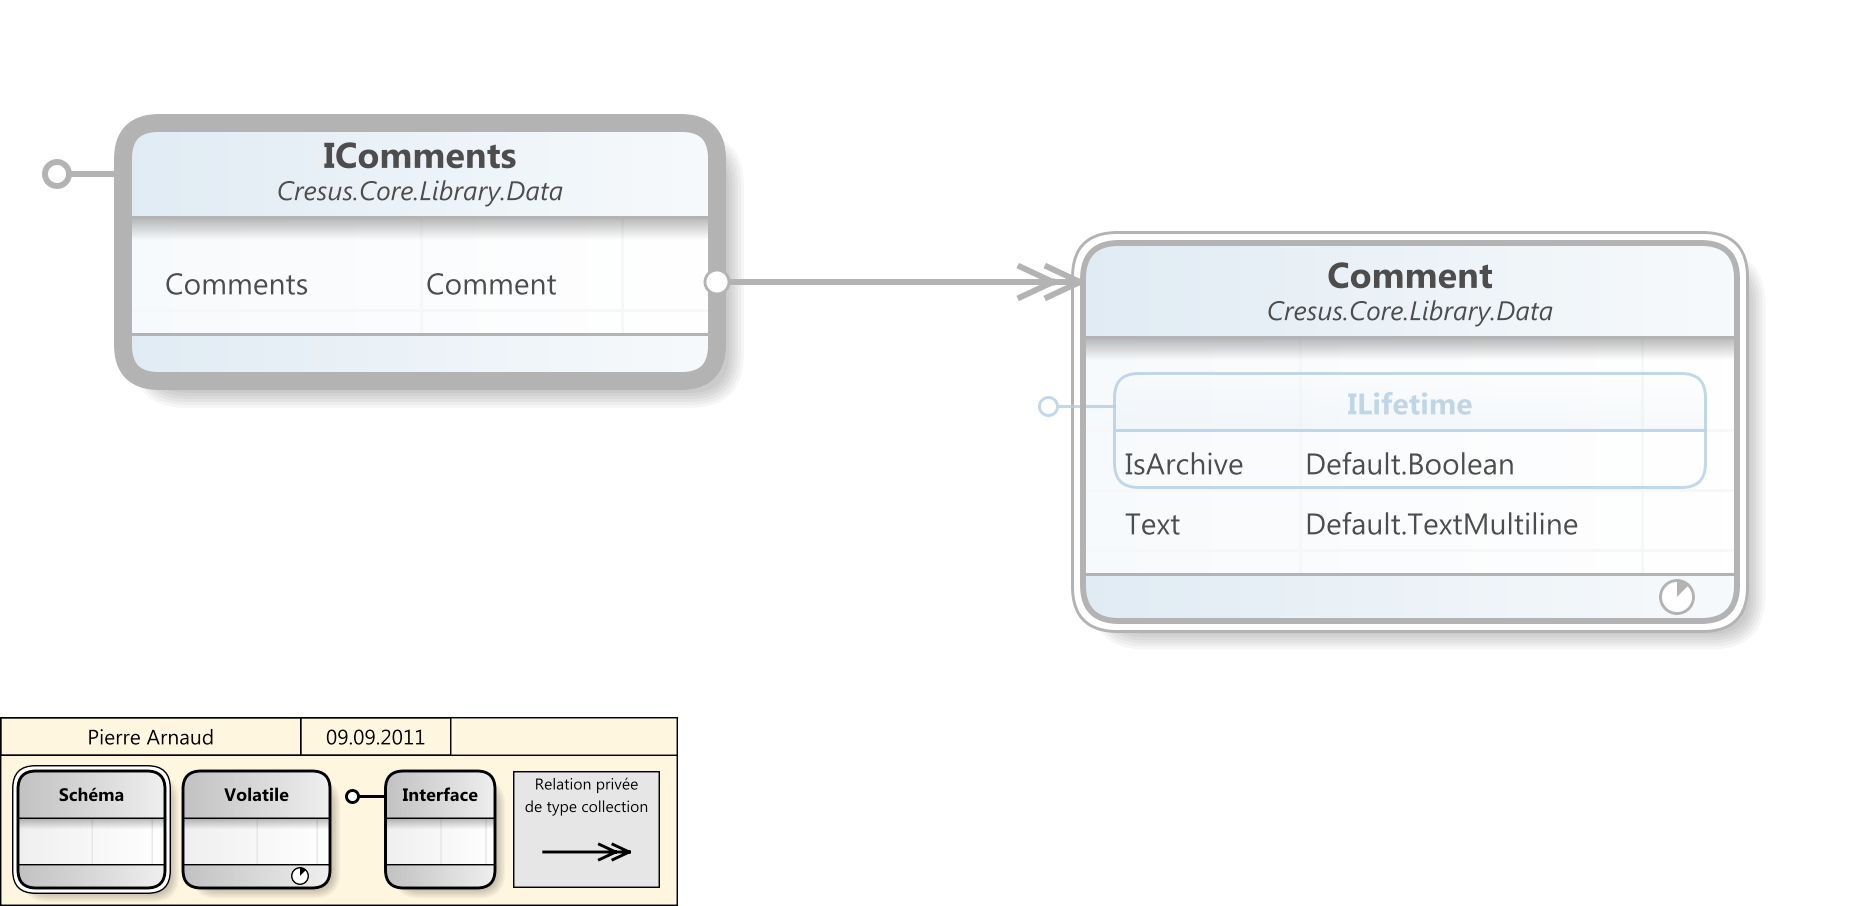 IComments
Cresus.Core.Library.Data
Comments Comment
Comment
Cresus.Core.Library.Data
ILifetime
IsArchive Default.Boolean
Text Default.TextMultiline
Pierre Arnaud 09.09.2011
Schéma Volatile Interface
Relation privée
de type collection